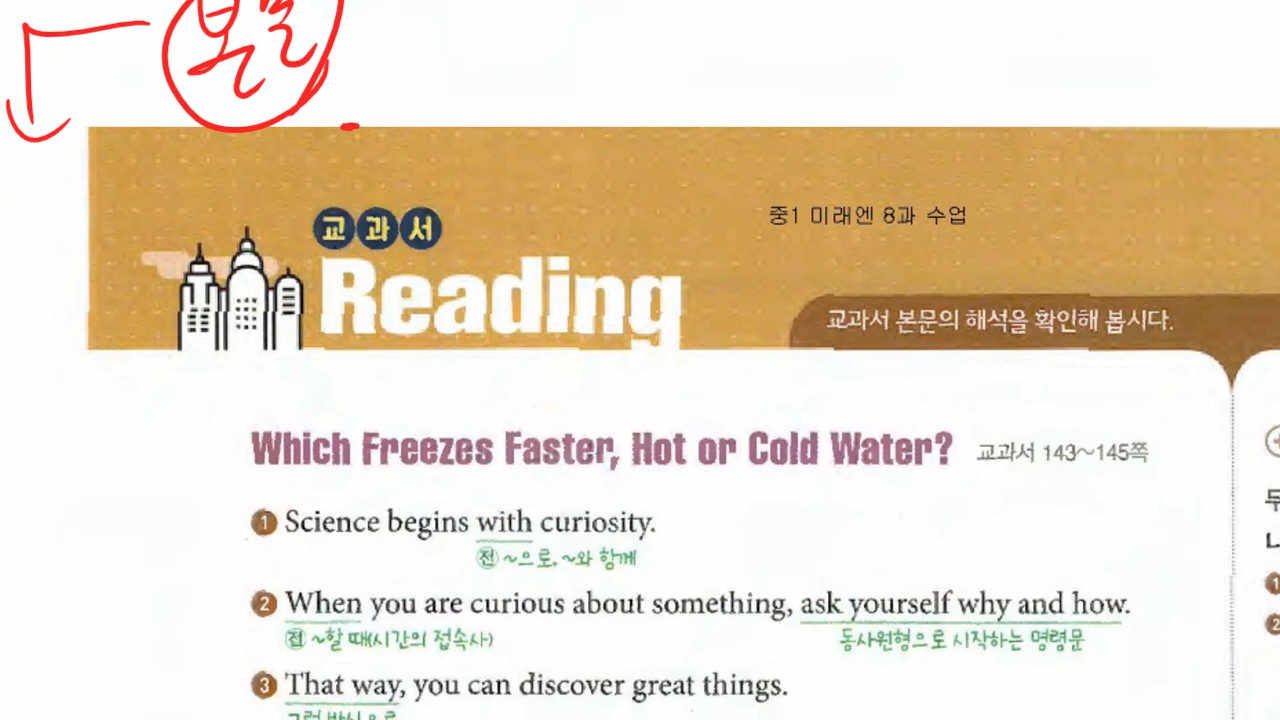 본문
중1 미래엔 8과 수업
교과서
Reading
교과서 본문의 해석을 확인해 봅시다.
Which Freezes Faster, Hot or Cold Water? 교과서 143~145쪽
1 Science begins with curiosity.
전 ~으로, ~와 함께
2 When you are curious about something, ask yourself why and how.
접 ~할 때(시간의 접속사) 동사원형으로 시작하는 명령문
3 That way, you can discover great things.
1
2